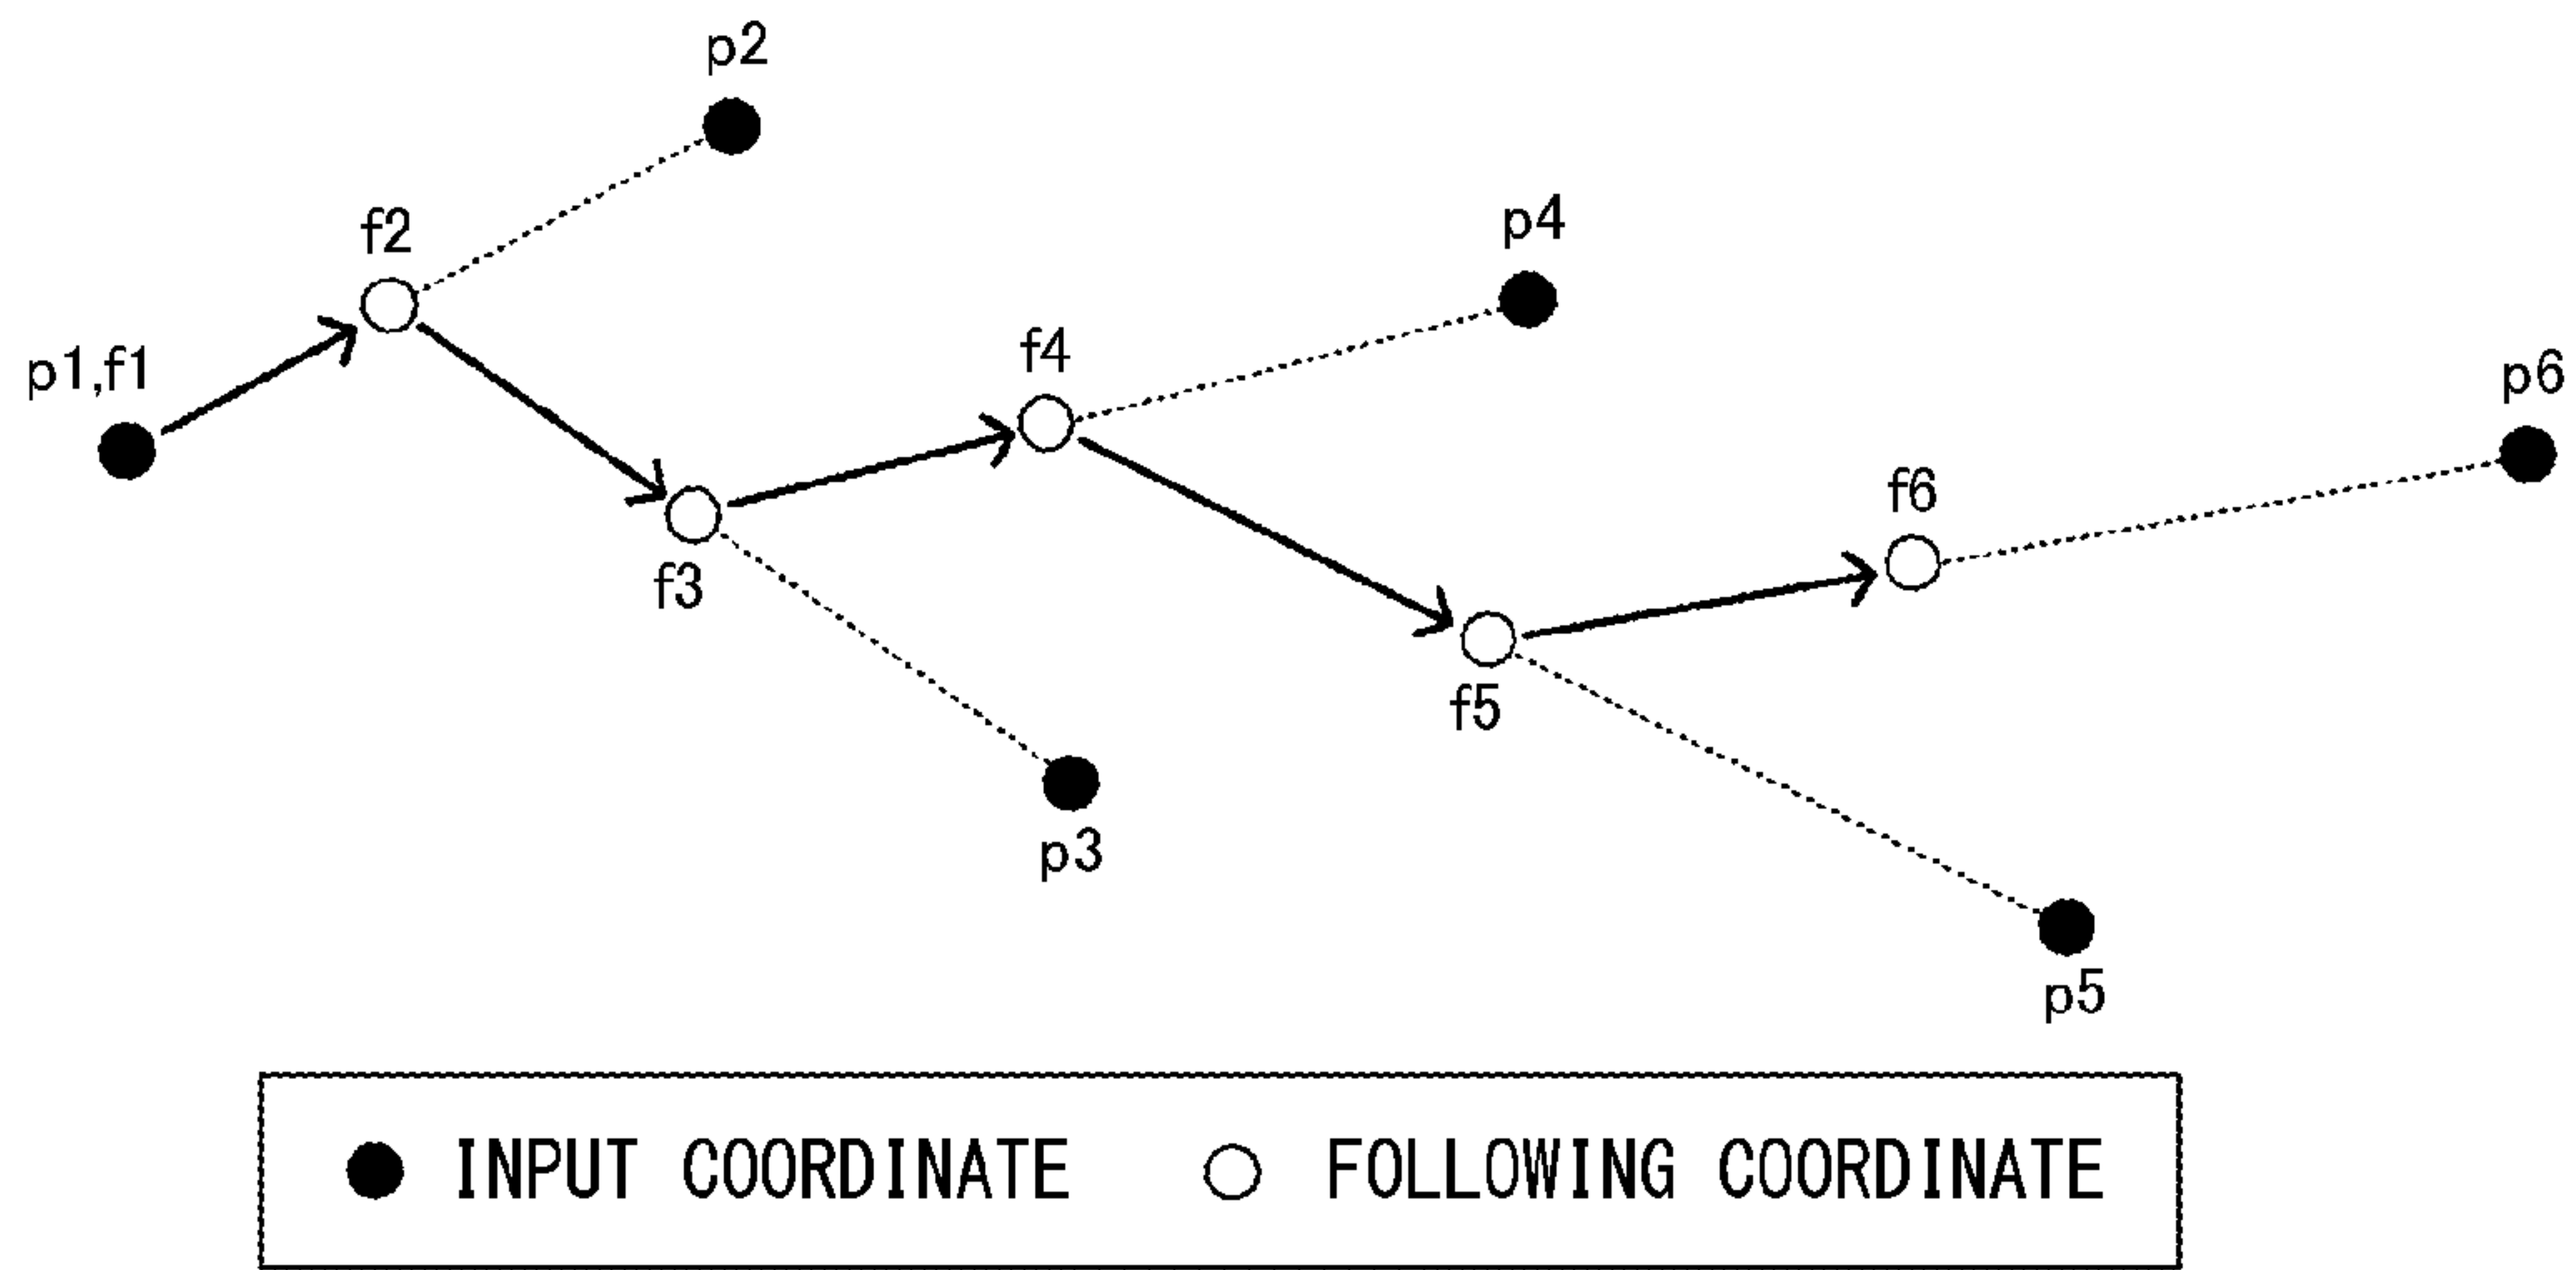 p2
p4
f2
f4
p1,f1
p6
f6
f3
f5
p3
p5
INPUT COORDINATE
FOLLOWING COORDINATE